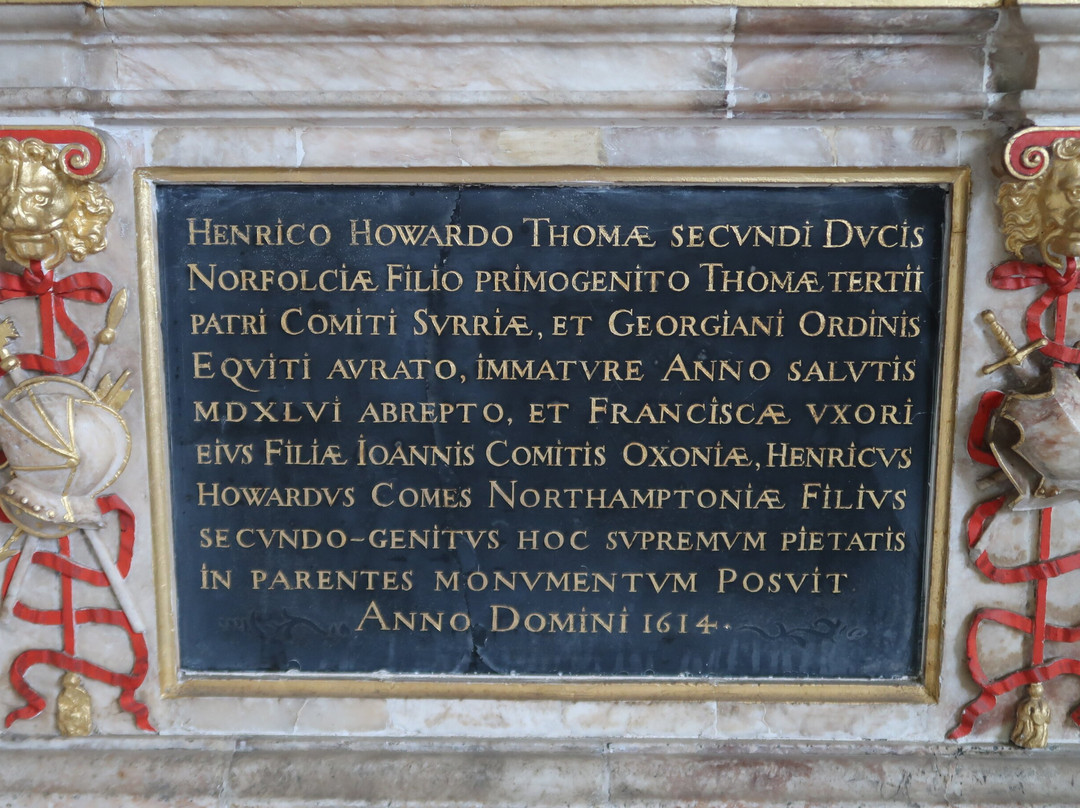 HENRICO HOWARDO THOMÆ SECVNDI DVCIS
NORFOLCIÆ FILIO PRIMOGENITO THOMÆ TERTII
PATRI COMITI SVRRIÆ, ET GEORGIANI ORDINIS
EQVITI AVRATO, IMMATVRE ANNO SALVTIS
MDXLVI ABREPTO, ET FRANCISCÆ VXORI
EIVS FILIÆ IOANNIS COMITIS OXONIÆ, HENRICVS
HOWARDVS COMES NORTHAMPTONIÆ FILIVS
SECVNDO-GENITVS HOC SVPREMVM PIETATIS
IN PARENTES MONVMENTVM POSVIT
ANNO DOMINI 1614.